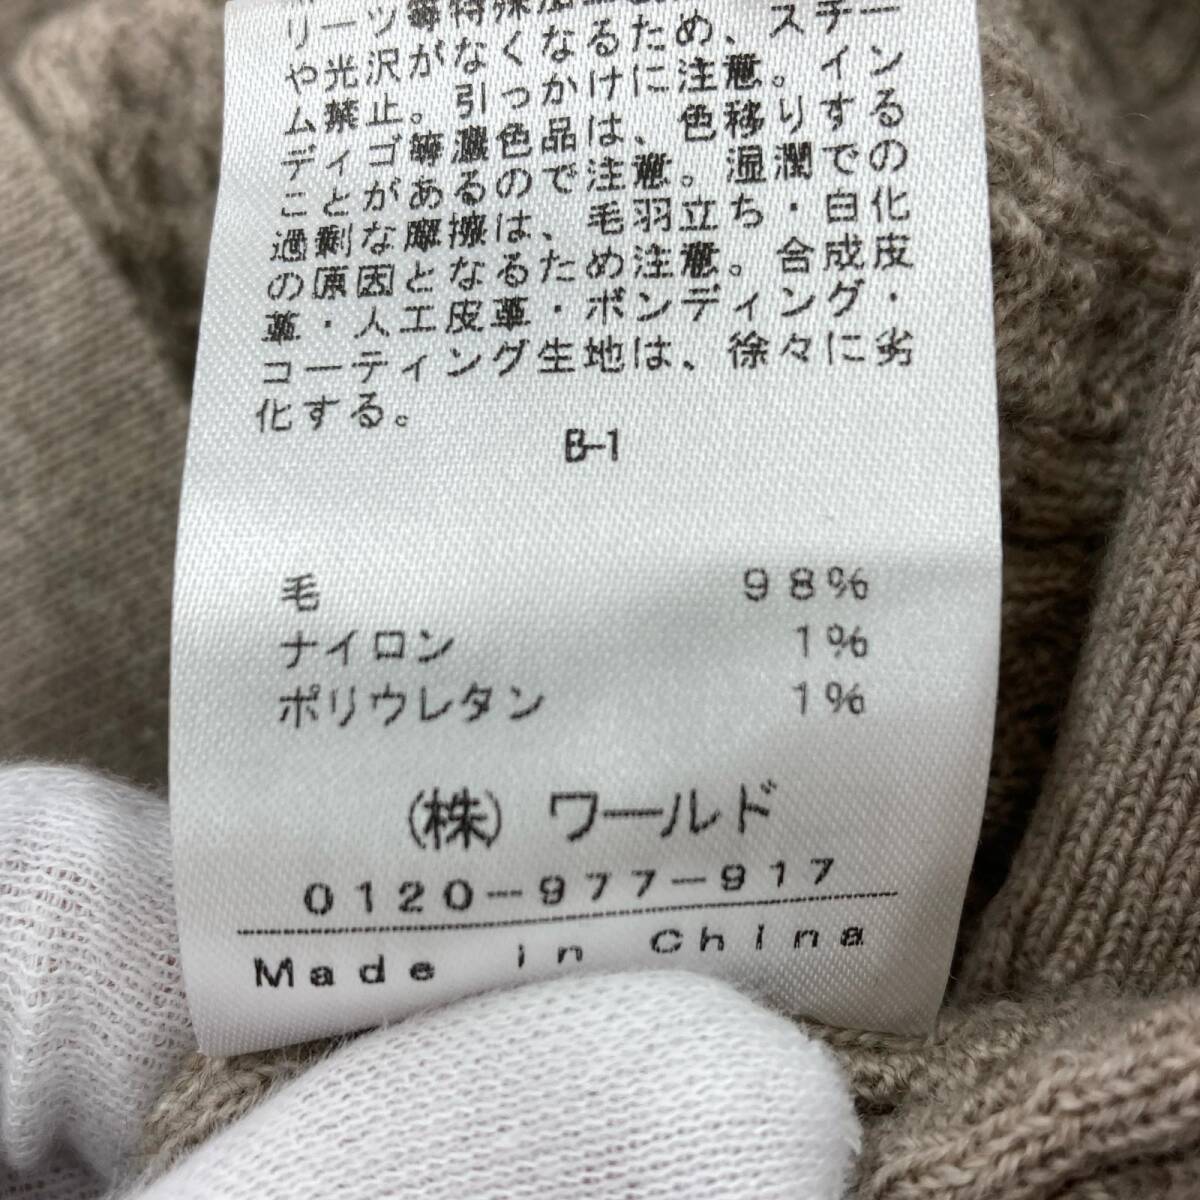 リーツ等特殊加工
や光沢がなくなるため、スチー
ム禁止。引っかけに注意。イン
ディゴ等濃色品は、色移りする
ことがあるので注意。湿潤での
過剰な摩擦は、毛羽立ち・白化
の原因となるため注意。合成皮
革・人工皮革・ボンディング・
コーティング生地は、徐々に劣
化する。
B-1
毛 98%
ナイロン 1%
ポリウレタン 1%
(株) ワールド
0120-977-917
Made in China